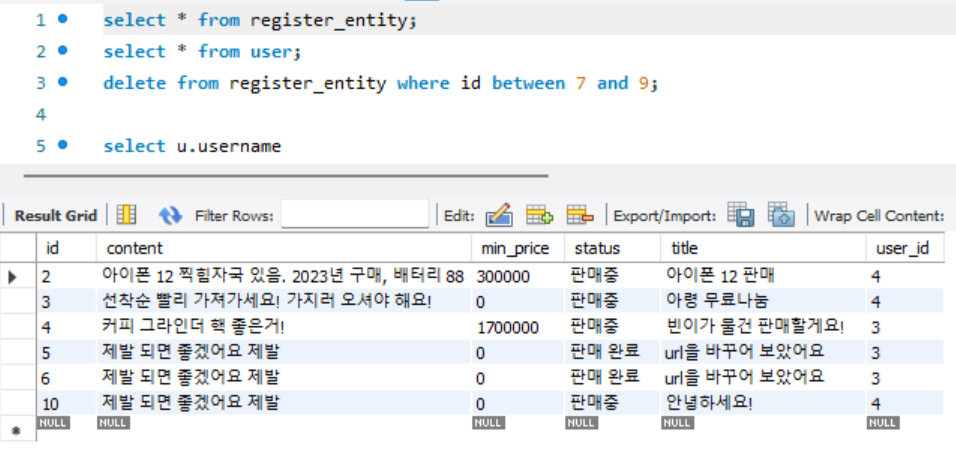 1 select * from register_entity;
2 select * from user;
3 delete from register_entity where id between 7 and 9;
4
5 select u.username
Result Grid Filter Rows: Edit: Export/Import: Wrap Cell Content:
id content min_price status title user_id
2 아이폰 12 찍힘자국 있음. 2023년 구매, 배터리 88 300000 판매중 아이폰 12 판매 4
3 선착순 빨리 가져가세요! 가지러 오셔야 해요! 0 판매중 아령 무료나눔 4
4 커피 그라인더 핵 좋은거! 1700000 판매중 빈이가 물건 판매할게요! 3
5 제발 되면 좋겠어요 제발 0 판매 완료 url을 바꾸어 보았어요 3
6 제발 되면 좋겠어요 제발 0 판매 완료 url을 바꾸어 보았어요 3
10 제발 되면 좋겠어요 제발 0 판매중 안녕하세요! 4
NULL NULL NULL NULL NULL NULL